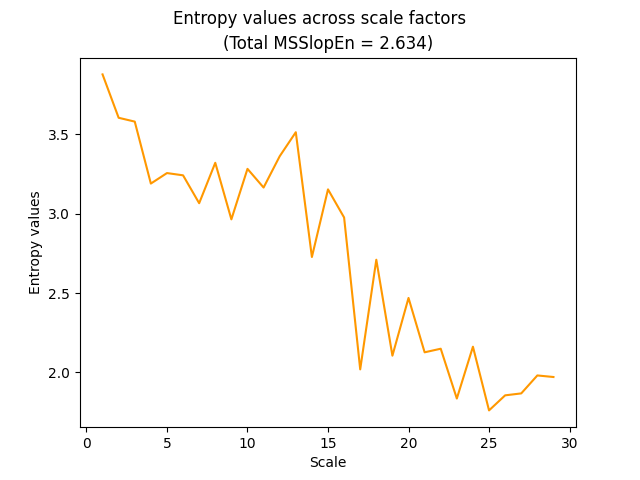 Entropy values across scale factors
(Total MSSlopEn = 2.634)
Entropy values
3.5
3.0
2.5
2.0
0 5 10 15 20 25 30
Scale